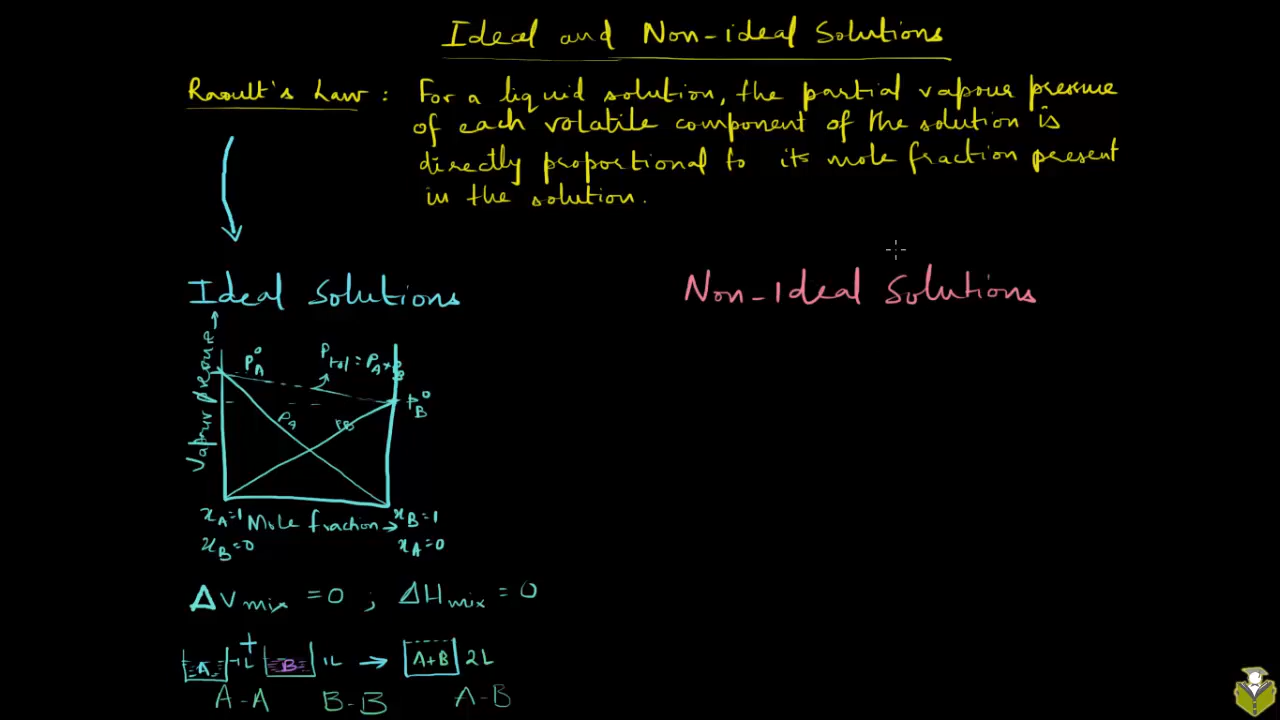 Ideal and Non-ideal Solutions
Raoult's Law : For a liquid solution, the partial vapour pressure
of each volatile component of the solution is
directly proportional to its mole fraction present
in the solution.
Ideal Solutions
Non-Ideal Solutions
Vapour pressure →
P°A
Ptol = PA + PB
P°B
PA
PB
xA=1 Mole fraction → xB=1
xB=0 xA=0
ΔVmix = 0 ; ΔHmix = 0
A 1L + B 1L → A+B 2L
A-A B-B A-B